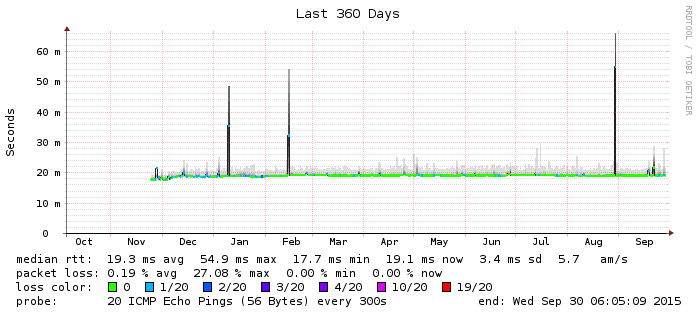 Last 360 Days
RRDTOOL / TOBI OETIKER
Seconds
60 m
50 m
40 m
30 m
20 m
10 m
0
Oct Nov Dec Jan Feb Mar Apr May Jun Jul Aug Sep
median rtt: 19.3 ms avg 54.9 ms max 17.7 ms min 19.1 ms now 3.4 ms sd 5.7 am/s
packet loss: 0.19 % avg 27.08 % max 0.00 % min 0.00 % now
loss color: 0 1/20 2/20 3/20 4/20 10/20 19/20
probe: 20 ICMP Echo Pings (56 Bytes) every 300s end: Wed Sep 30 06:05:09 2015